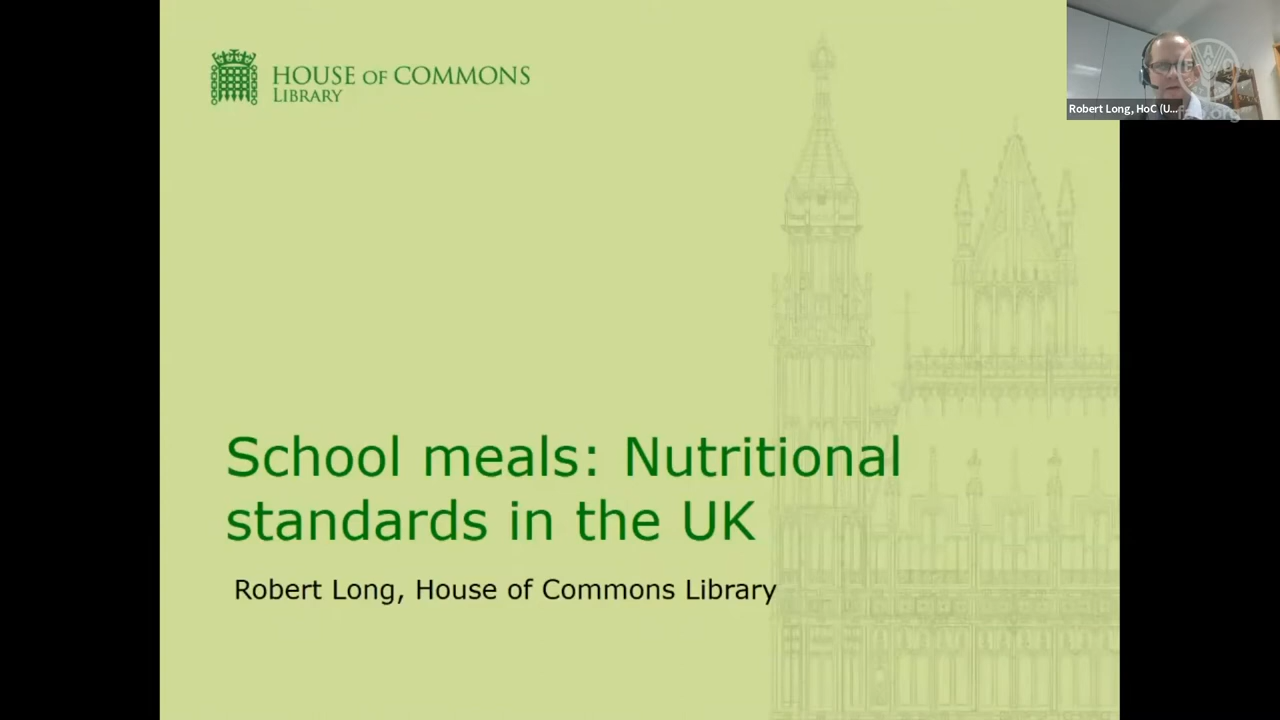 HOUSE OF COMMONS
LIBRARY
Robert Long, HoC (U...
School meals: Nutritional
standards in the UK
Robert Long, House of Commons Library